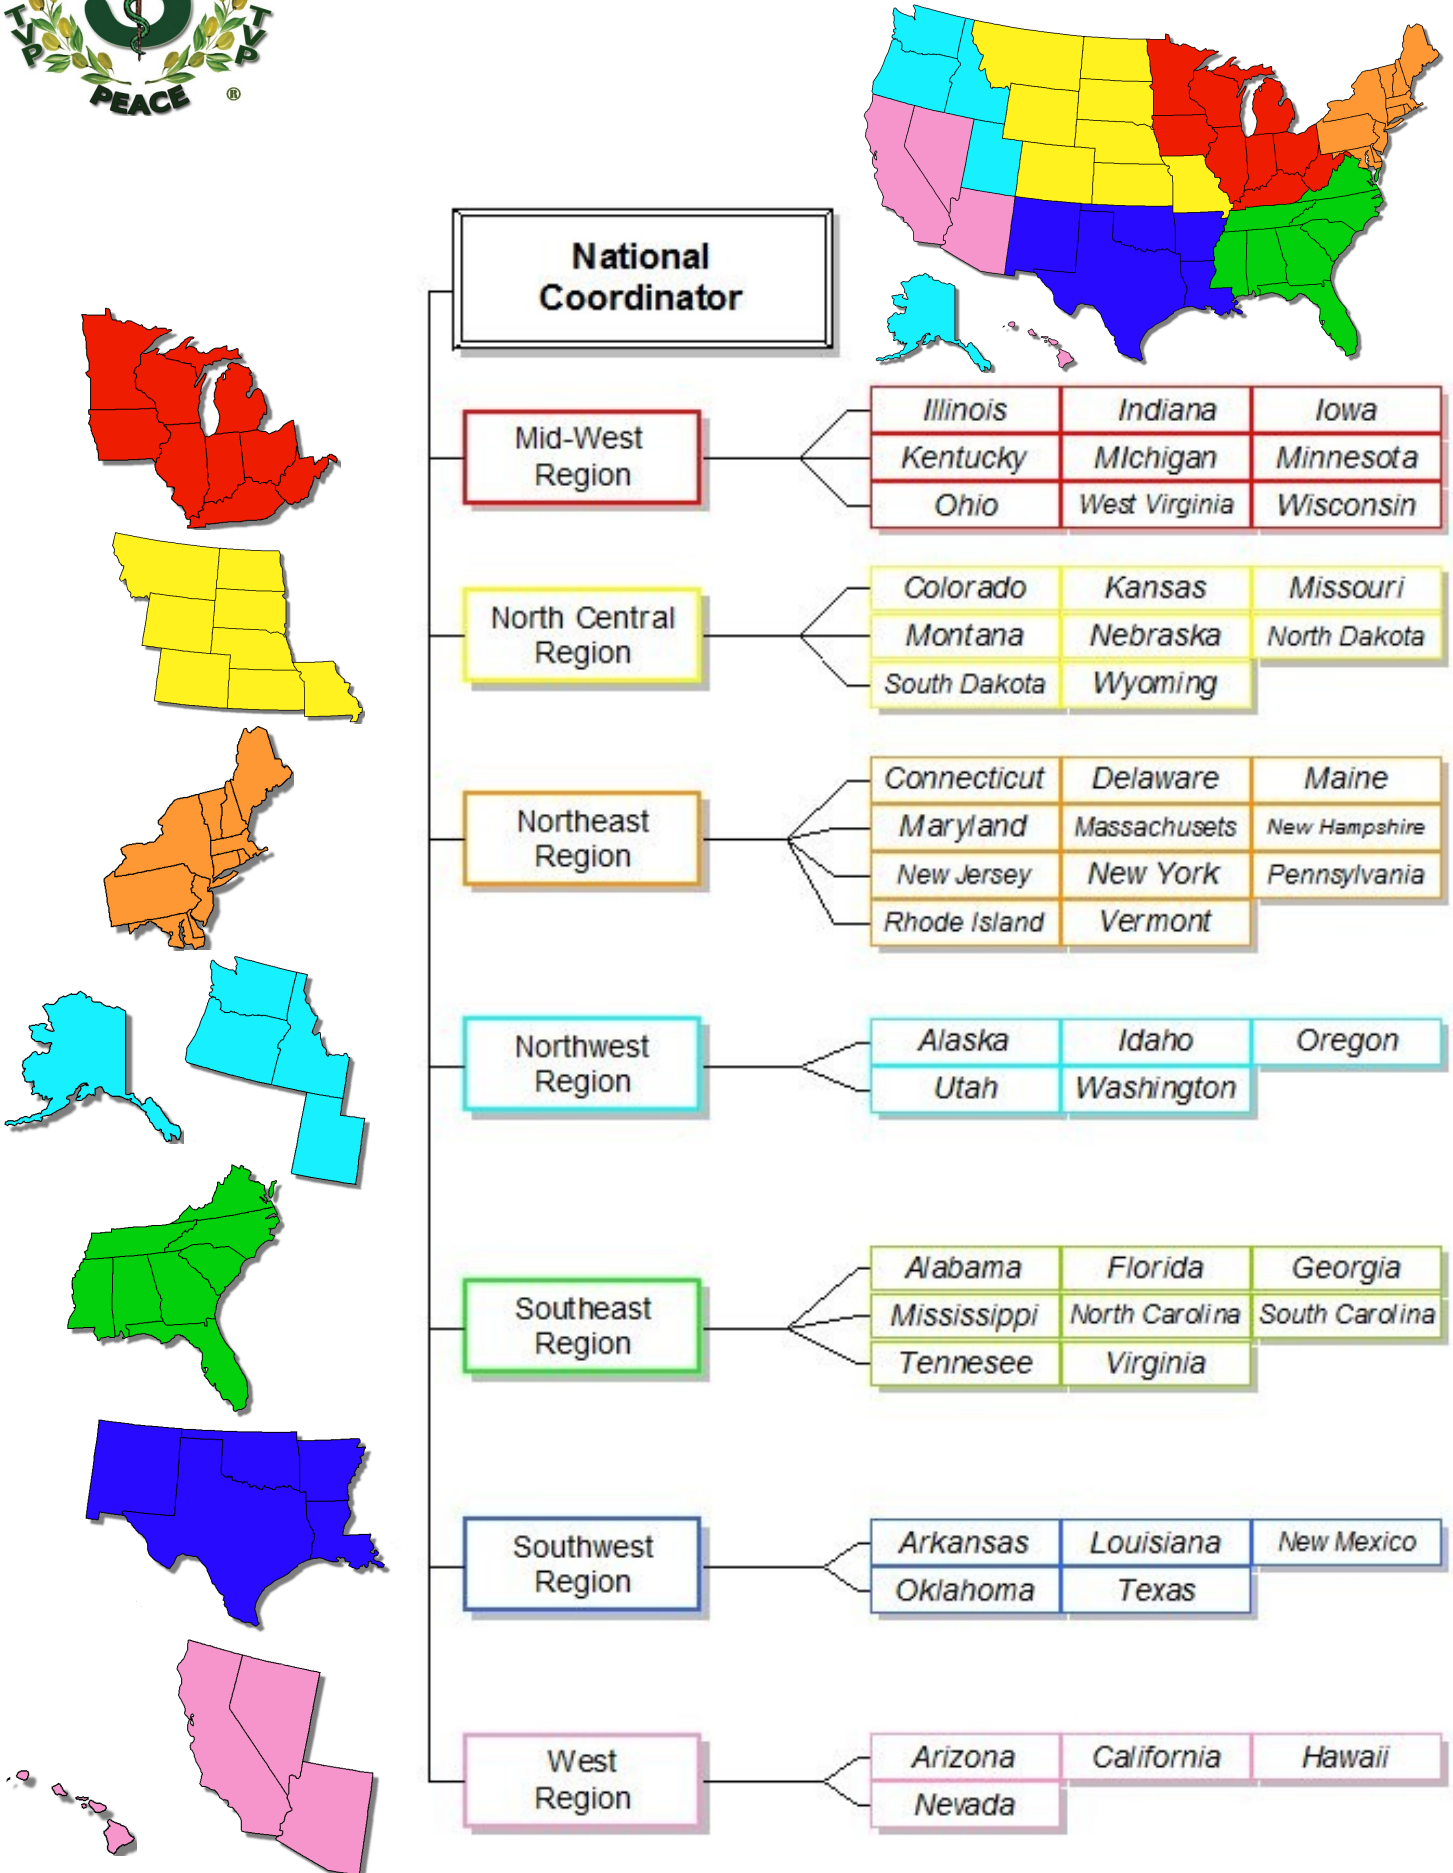 TVP
TVP
PEACE ®
National
Coordinator
Mid-West
Region
Illinois Indiana Iowa
Kentucky MIchigan Minnesota
Ohio West Virginia Wisconsin
North Central
Region
Colorado Kansas Missouri
Montana Nebraska North Dakota
South Dakota Wyoming
Northeast
Region
Connecticut Delaware Maine
Maryland Massachusets New Hampshire
New Jersey New York Pennsylvania
Rhode Island Vermont
Northwest
Region
Alaska Idaho Oregon
Utah Washington
Southeast
Region
Alabama Florida Georgia
Mississippi North Carolina South Carolina
Tennesee Virginia
Southwest
Region
Arkansas Louisiana New Mexico
Oklahoma Texas
West
Region
Arizona California Hawaii
Nevada